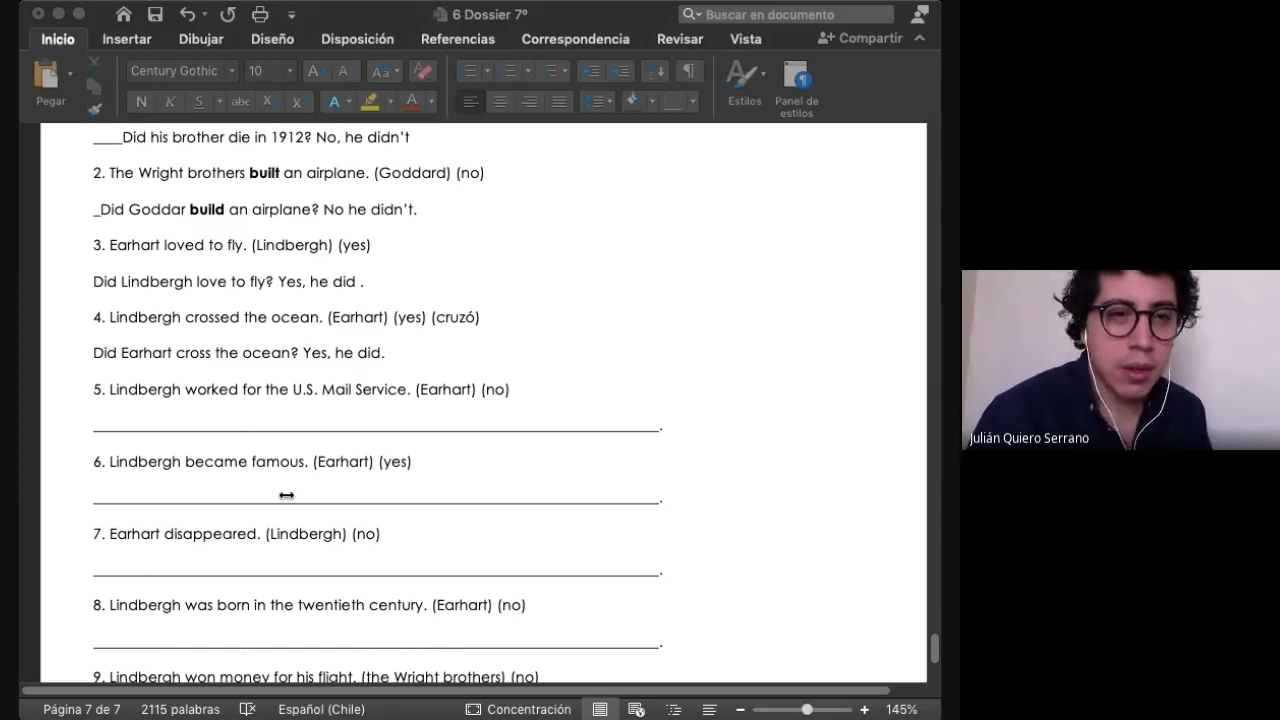 6 Dossier 7º
Buscar en documento
Inicio Insertar Dibujar Diseño Disposición Referencias Correspondencia Revisar Vista Compartir
Pegar Century Gothic 10 Estilos Panel de estilos
N K S abc X X A A
____Did his brother die in 1912? No, he didn't
2. The Wright brothers built an airplane. (Goddard) (no)
_Did Goddar build an airplane? No he didn't.
3. Earhart loved to fly. (Lindbergh) (yes)
Did Lindbergh love to fly? Yes, he did .
4. Lindbergh crossed the ocean. (Earhart) (yes) (cruzó)
Did Earhart cross the ocean? Yes, he did.
5. Lindbergh worked for the U.S. Mail Service. (Earhart) (no)
6. Lindbergh became famous. (Earhart) (yes)
7. Earhart disappeared. (Lindbergh) (no)
8. Lindbergh was born in the twentieth century. (Earhart) (no)
9. Lindbergh won money for his flight. (the Wright brothers) (no)
Página 7 de 7 2115 palabras Español (Chile) Concentración 145%
Julián Quiero Serrano